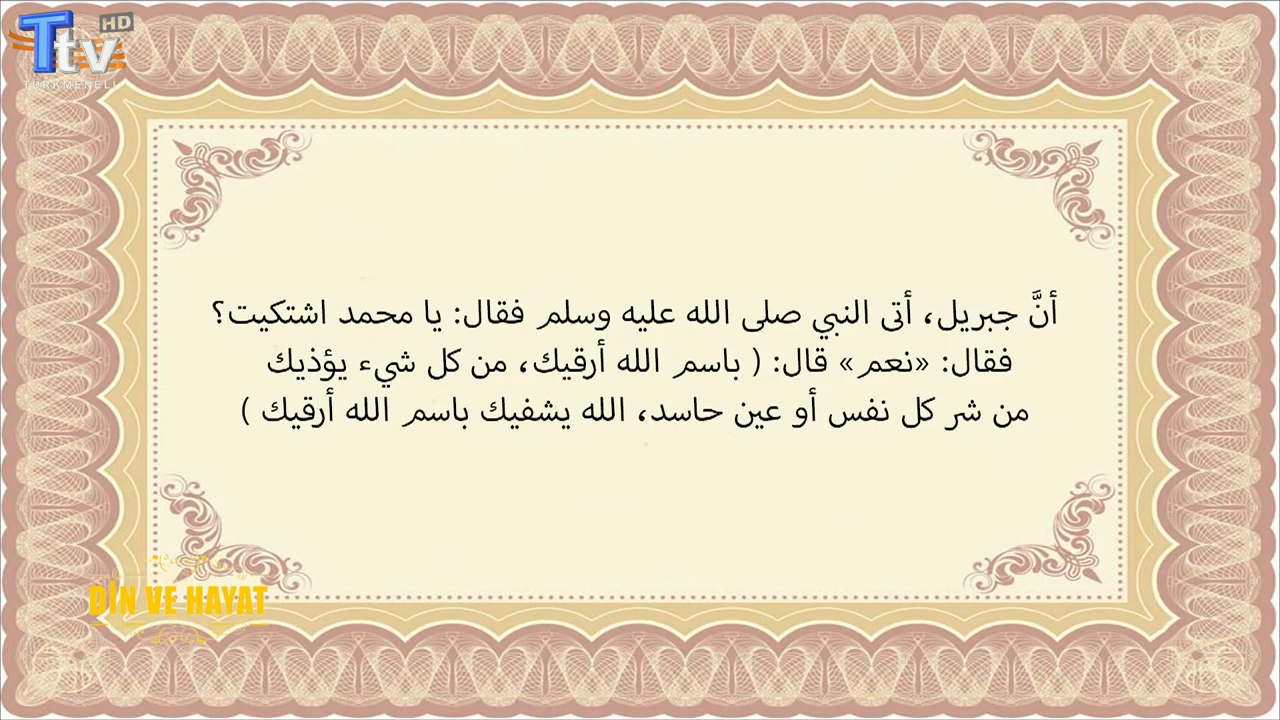 Ttv HD
TÜRKMENELİ
أنَّ جبريل، أتى النبي صلى الله عليه وسلم فقال: يا محمد اشتكيت؟
فقال: «نعم» قال: ( باسم الله أرقيك، من كل شيء يؤذيك
من شر كل نفس أو عين حاسد، الله يشفيك باسم الله أرقيك )
DİN VE HAYAT